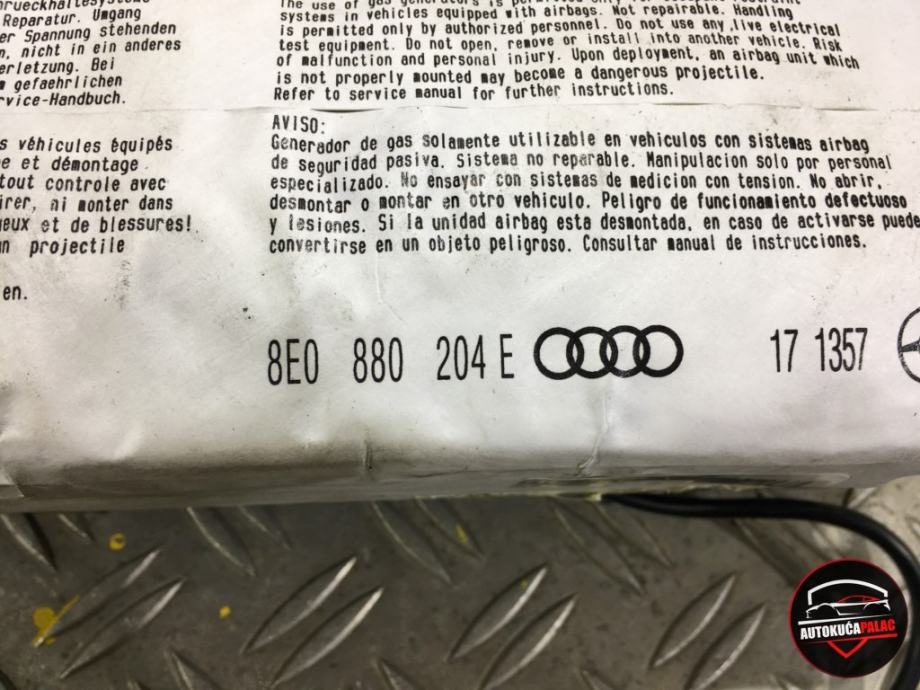 Reparatur. Umgang
Spannung stehenden
nicht in ein anderes
Bei
gefaehrlichen
rvice-Handbuch.
The use of gas generators is
systems in vehicles equipped with airbags. Not repairable. Handling
is permitted only by authorized personnel. Do not use any live electrical
test equipment. Do not open, remove or install into another vehicle. Risk
of malfunction and personal injury. Upon deployment, an airbag unit which
is not properly mounted may become a dangerous projectile.
Refer to service manual for further instructions.
s véhicules équipés
e et démontage
tout controle avec
irer, ni monter dans
eux et de blessures!
n projectile
en.
AVISO:
Generador de gas solamente utilizable en vehiculos con sistemas airbag
de seguridad pasiva. Sistema no reparable. Manipulacion solo por personal
especializado. No ensayar con sistemas de medicion con tension. No abrir,
desmontar o montar en otro vehiculo. Peligro de funcionamiento defectuoso
y lesiones. Si la unidad airbag esta desmontada, en caso de activarse puede
convertirse en un objeto peligroso. Consultar manual de instrucciones.
8E0 880 204 E 17 1357
AUTOKUĆA PALAC